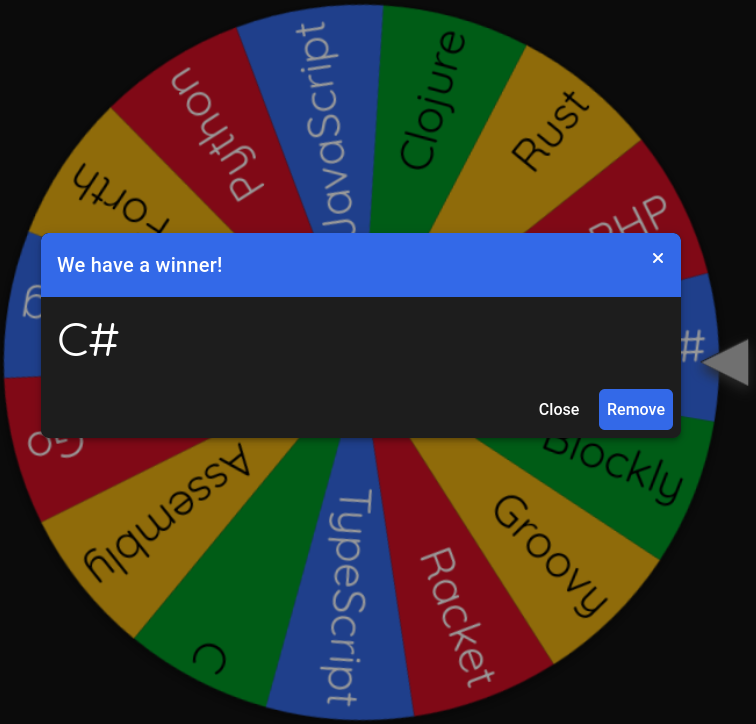 JavaScript
Clojure
Rust
PHP
Python
Forth
We have a winner!
×
C#
Close
Remove
#
Go
Blockly
Assembly
Groovy
C
TypeScript
Racket